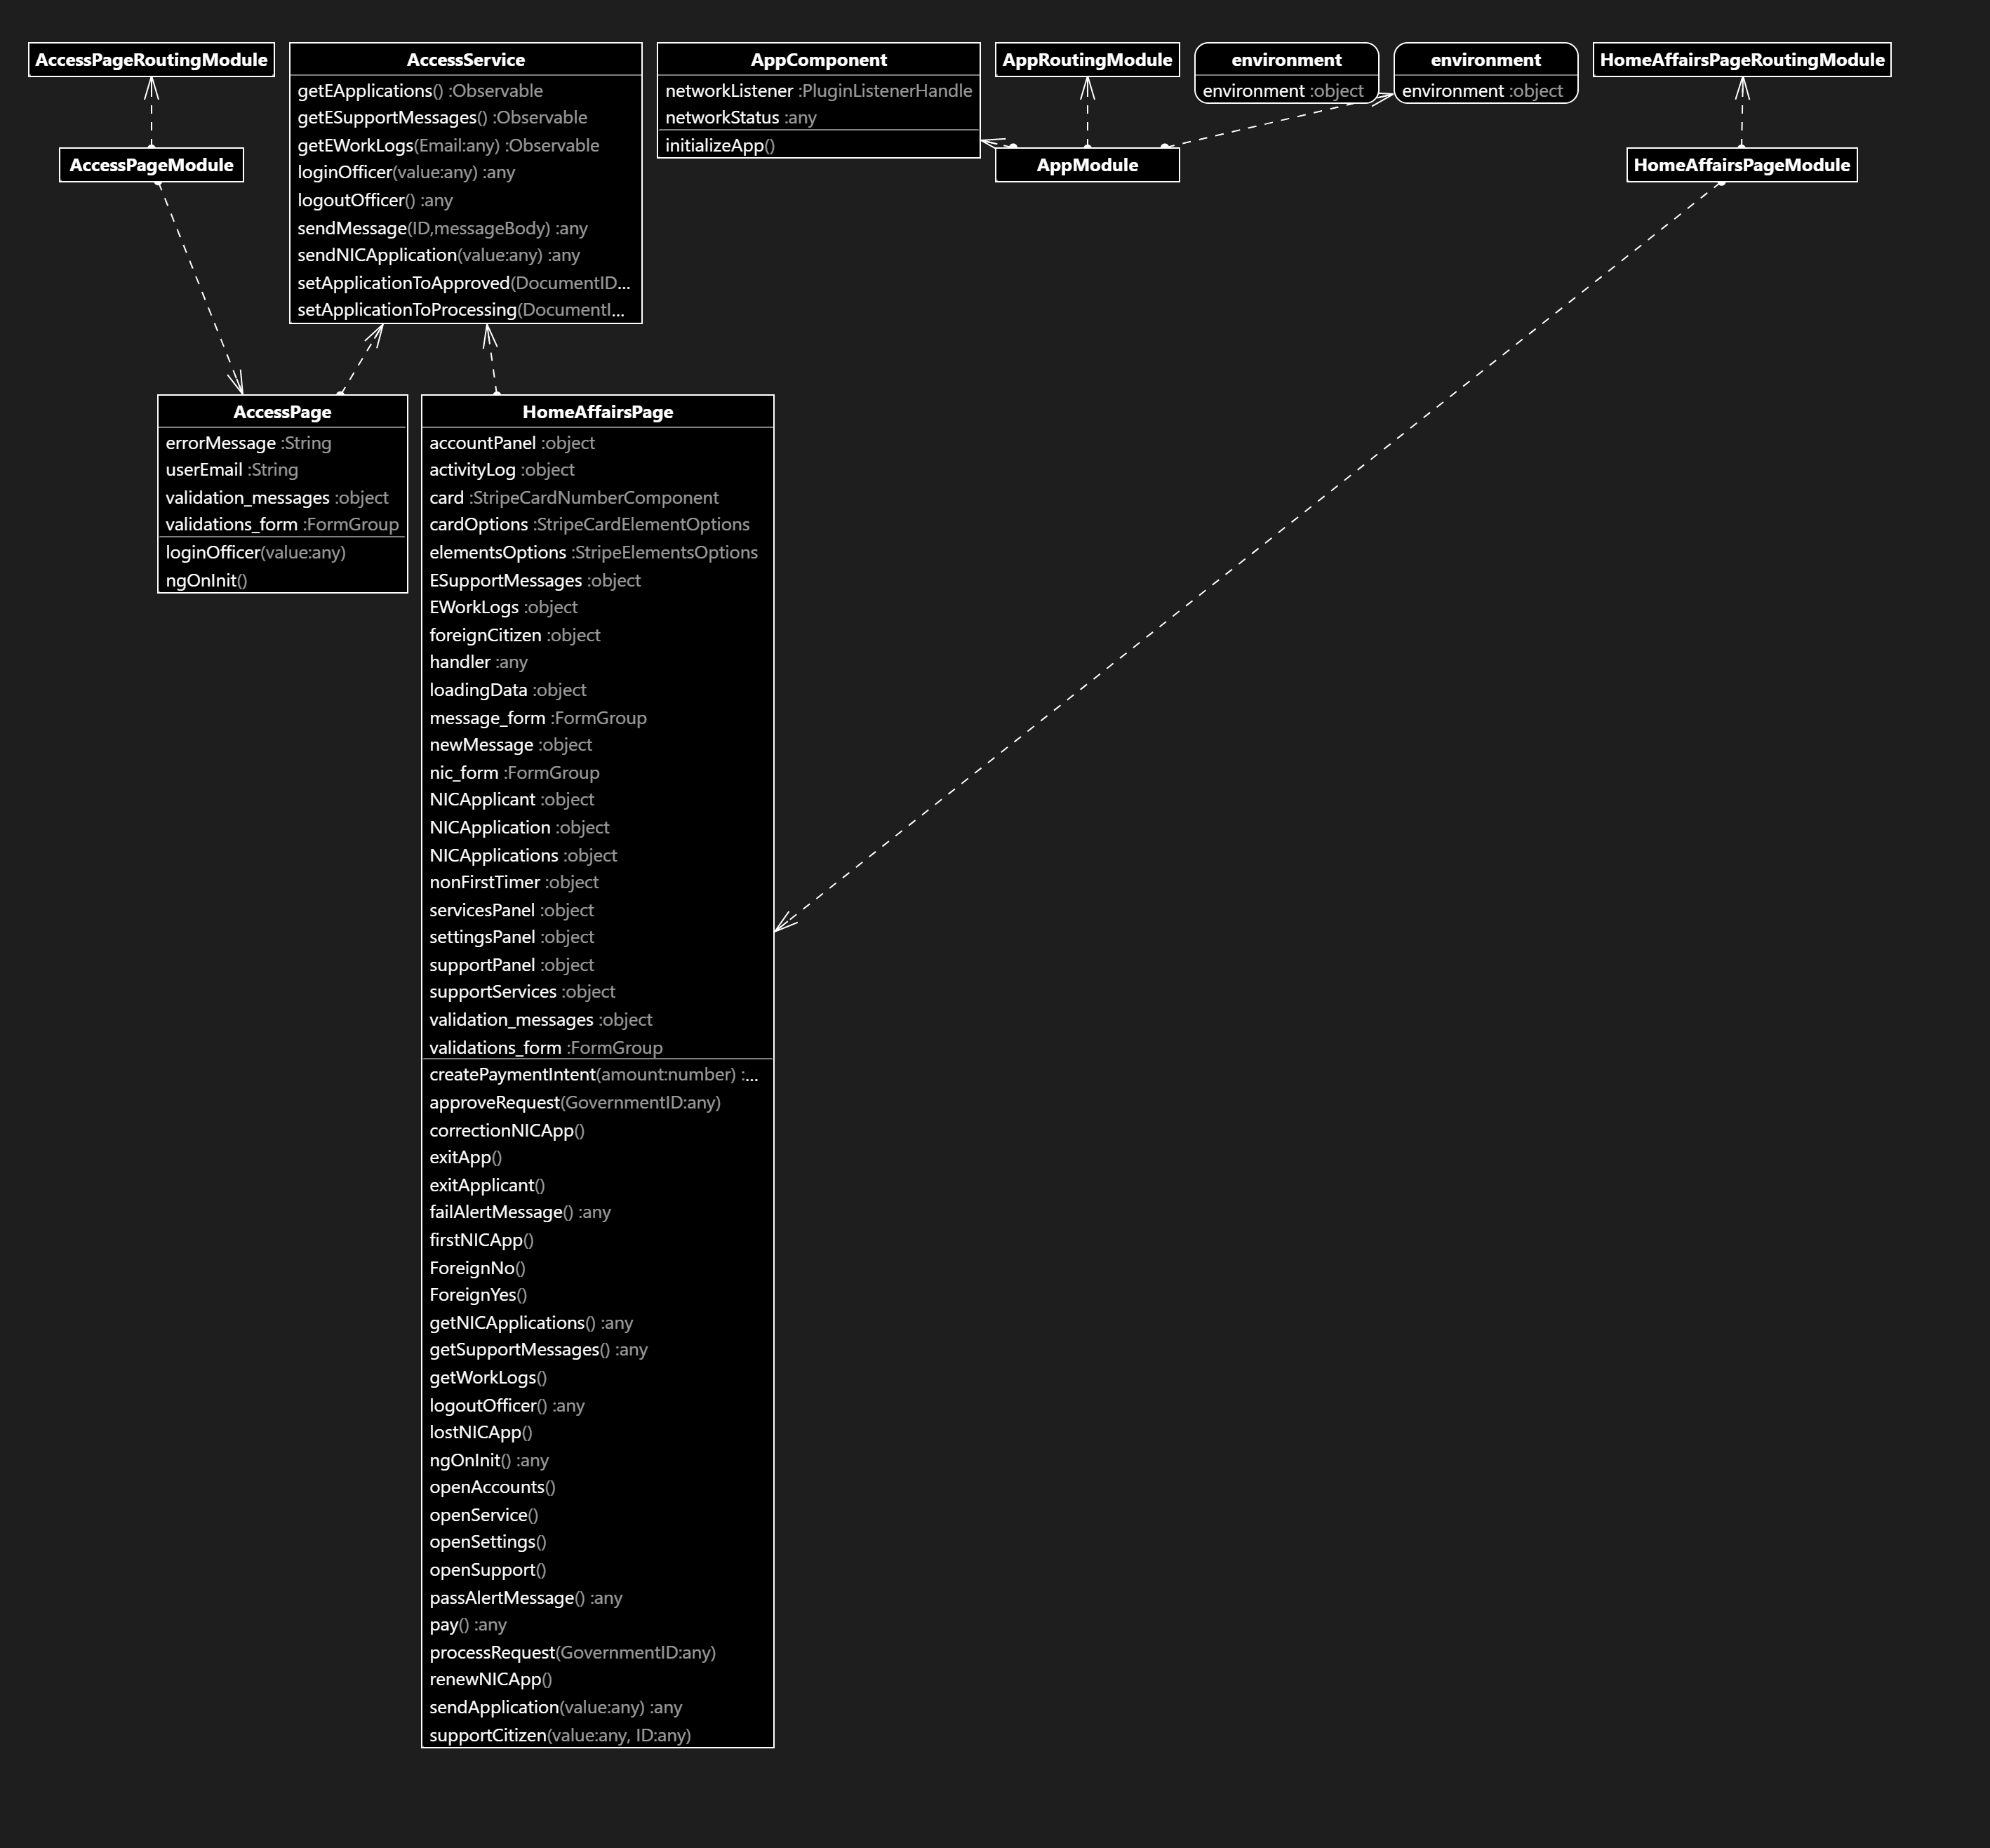 AccessPageRoutingModule
AccessPageModule
AccessService
getEApplications() :Observable
getESupportMessages() :Observable
getEWorkLogs(Email:any) :Observable
loginOfficer(value:any) :any
logoutOfficer() :any
sendMessage(ID,messageBody) :any
sendNICApplication(value:any) :any
setApplicationToApproved(DocumentID...
setApplicationToProcessing(DocumentI...
AppComponent
networkListener :PluginListenerHandle
networkStatus :any
initializeApp()
AppRoutingModule
AppModule
environment
environment :object
environment
environment :object
HomeAffairsPageRoutingModule
HomeAffairsPageModule
AccessPage
errorMessage :String
userEmail :String
validation_messages :object
validations_form :FormGroup
loginOfficer(value:any)
ngOnInit()
HomeAffairsPage
accountPanel :object
activityLog :object
card :StripeCardNumberComponent
cardOptions :StripeCardElementOptions
elementsOptions :StripeElementsOptions
ESupportMessages :object
EWorkLogs :object
foreignCitizen :object
handler :any
loadingData :object
message_form :FormGroup
newMessage :object
nic_form :FormGroup
NICApplicant :object
NICApplication :object
NICApplications :object
nonFirstTimer :object
servicesPanel :object
settingsPanel :object
supportPanel :object
supportServices :object
validation_messages :object
validations_form :FormGroup
createPaymentIntent(amount:number) :...
approveRequest(GovernmentID:any)
correctionNICApp()
exitApp()
exitApplicant()
failAlertMessage() :any
firstNICApp()
ForeignNo()
ForeignYes()
getNICApplications() :any
getSupportMessages() :any
getWorkLogs()
logoutOfficer() :any
lostNICApp()
ngOnInit() :any
openAccounts()
openService()
openSettings()
openSupport()
passAlertMessage() :any
pay() :any
processRequest(GovernmentID:any)
renewNICApp()
sendApplication(value:any) :any
supportCitizen(value:any, ID:any)